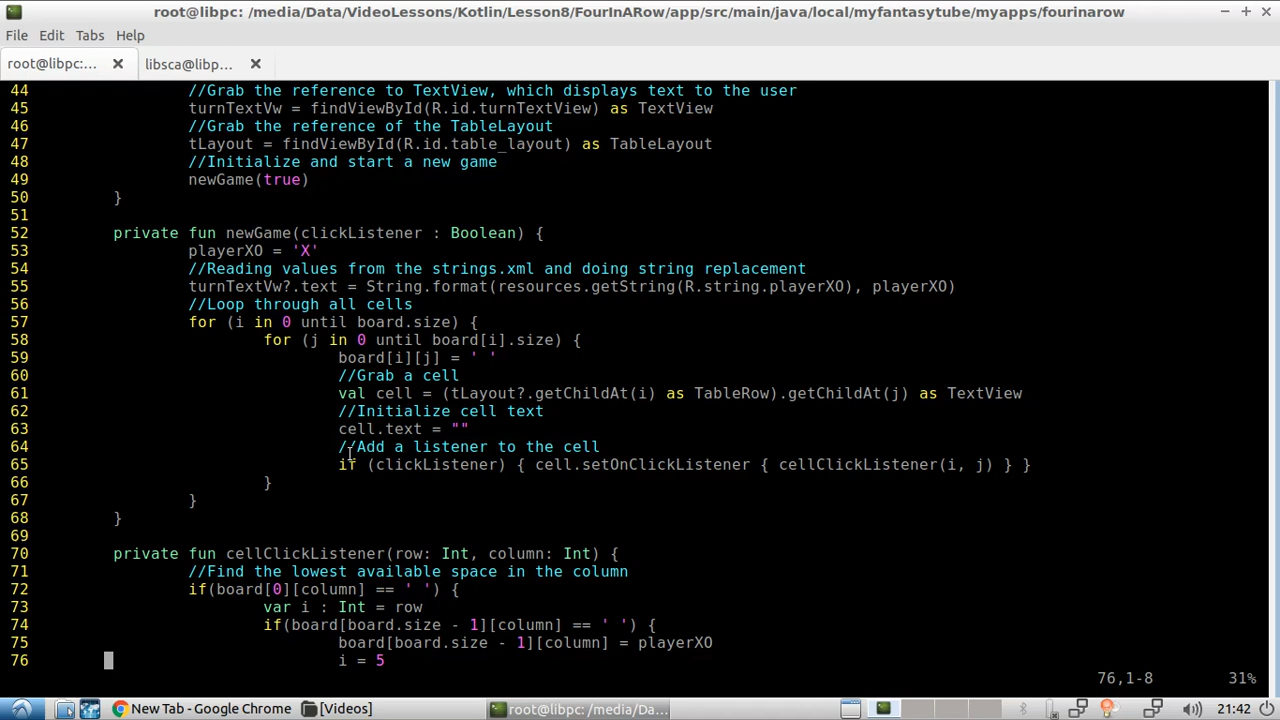 root@libpc: /media/Data/VideoLessons/Kotlin/Lesson8/FourInARow/app/src/main/java/local/myfantasytube/myapps/fourinarow
File Edit Tabs Help
root@libpc:... libsca@libp...
44 //Grab the reference to TextView, which displays text to the user
45 turnTextVw = findViewById(R.id.turnTextView) as TextView
46 //Grab the reference of the TableLayout
47 tLayout = findViewById(R.id.table_layout) as TableLayout
48 //Initialize and start a new game
49 newGame(true)
50 }
51
52 private fun newGame(clickListener : Boolean) {
53 playerXO = 'X'
54 //Reading values from the strings.xml and doing string replacement
55 turnTextVw?.text = String.format(resources.getString(R.string.playerXO), playerXO)
56 //Loop through all cells
57 for (i in 0 until board.size) {
58 for (j in 0 until board[i].size) {
59 board[i][j] = ' '
60 //Grab a cell
61 val cell = (tLayout?.getChildAt(i) as TableRow).getChildAt(j) as TextView
62 //Initialize cell text
63 cell.text = ""
64 //Add a listener to the cell
65 if (clickListener) { cell.setOnClickListener { cellClickListener(i, j) } }
66 }
67 }
68 }
69
70 private fun cellClickListener(row: Int, column: Int) {
71 //Find the lowest available space in the column
72 if(board[0][column] == ' ') {
73 var i : Int = row
74 if(board[board.size - 1][column] == ' ') {
75 board[board.size - 1][column] = playerXO
76 i = 5
76,1-8 31%
New Tab - Google Chrome [Videos] root@libpc: /media/Da... 21:42